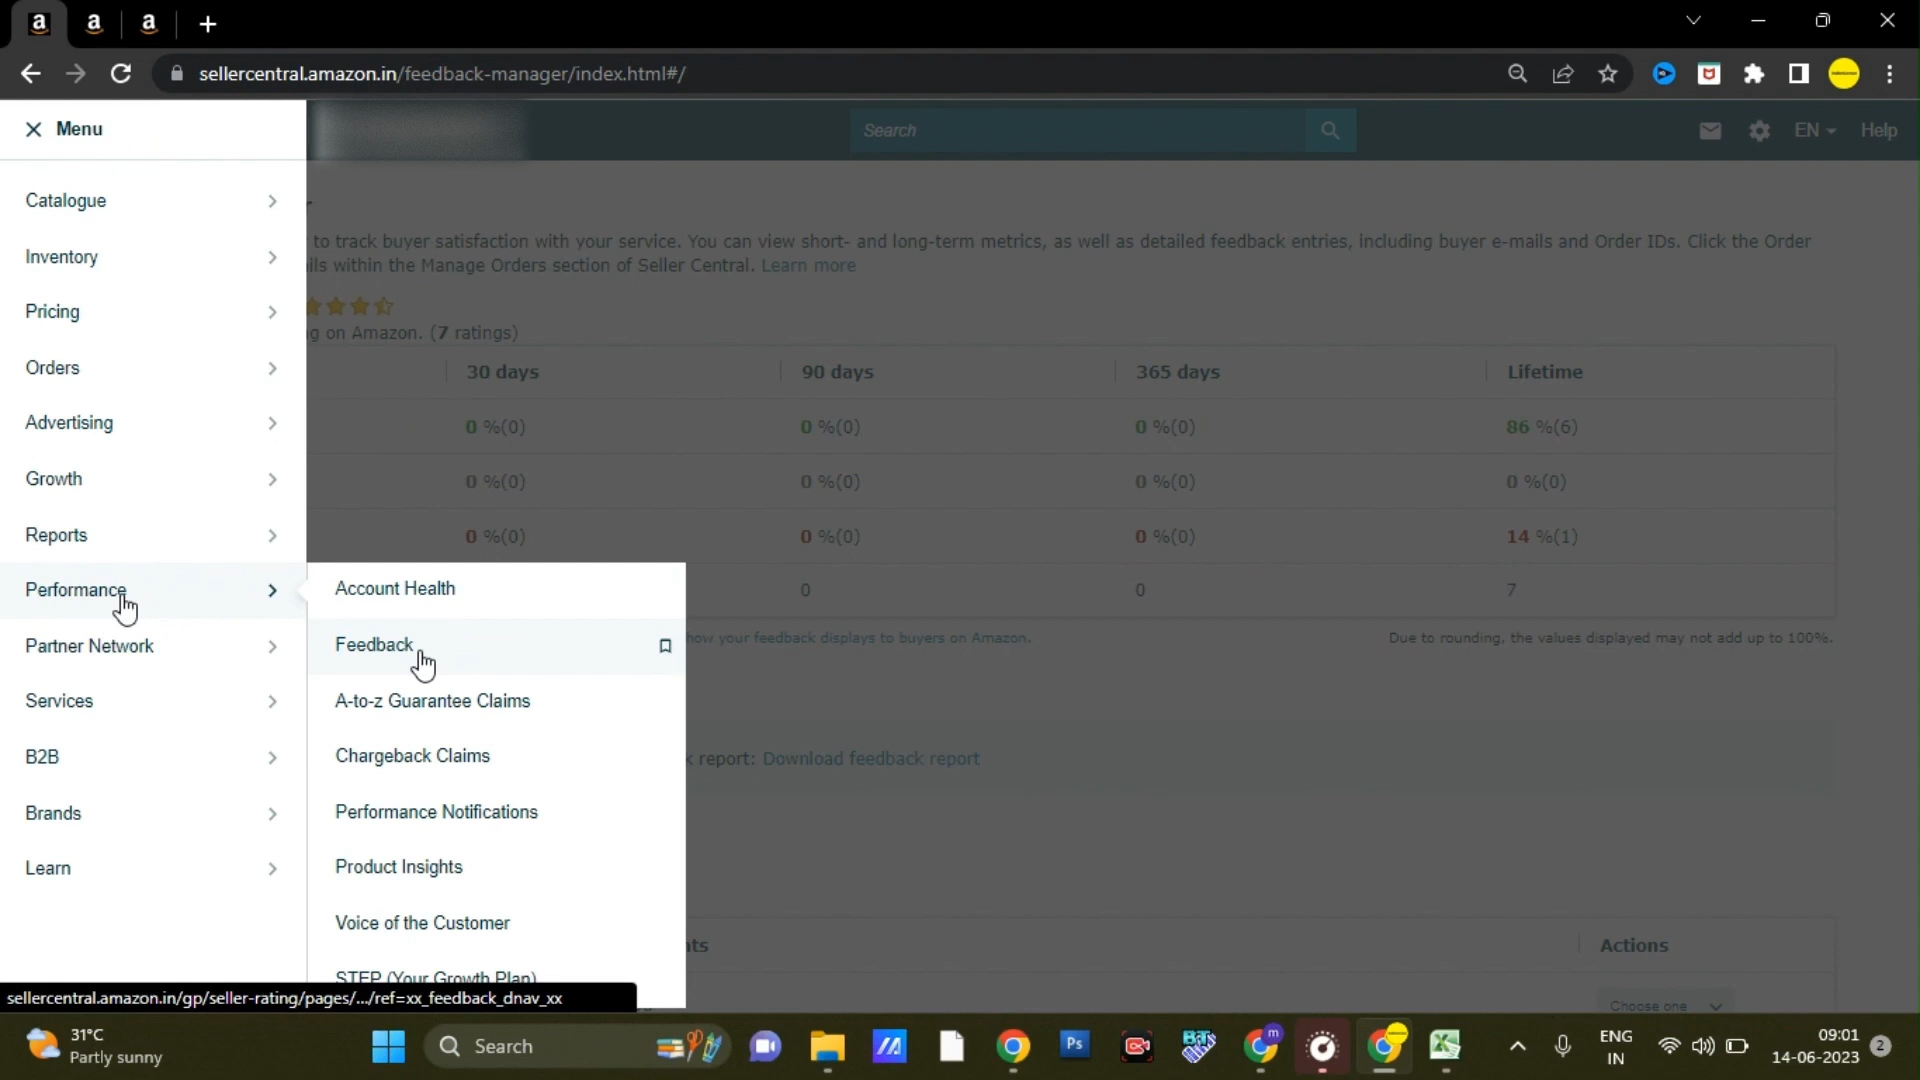 sellercentral.amazon.in/feedback-manager/index.html#/
Menu
Search
EN
Help
Catalogue
Inventory
Pricing
Orders
Advertising
Growth
Reports
Performance
Partner Network
Services
B2B
Brands
Learn
Account Health
Feedback
A-to-z Guarantee Claims
Chargeback Claims
Performance Notifications
Product Insights
Voice of the Customer
STEP (Your Growth Plan)
to track buyer satisfaction with your service. You can view short- and long-term metrics, as well as detailed feedback entries, including buyer e-mails and Order IDs. Click the Order
within the Manage Orders section of Seller Central. Learn more
on Amazon. (7 ratings)
30 days 90 days 365 days Lifetime
0 %(0) 0 %(0) 0 %(0) 86 %(6)
0 %(0) 0 %(0) 0 %(0) 0 %(0)
0 %(0) 0 %(0) 0 %(0) 14 %(1)
0 0 7
how your feedback displays to buyers on Amazon.
Due to rounding, the values displayed may not add up to 100%.
report: Download feedback report
Actions
Choose one
sellercentral.amazon.in/gp/seller-rating/pages/.../ref=xx_feedback_dnav_xx
31°C
Partly sunny
Search
Ps
m
ENG
IN
09:01
14-06-2023
2